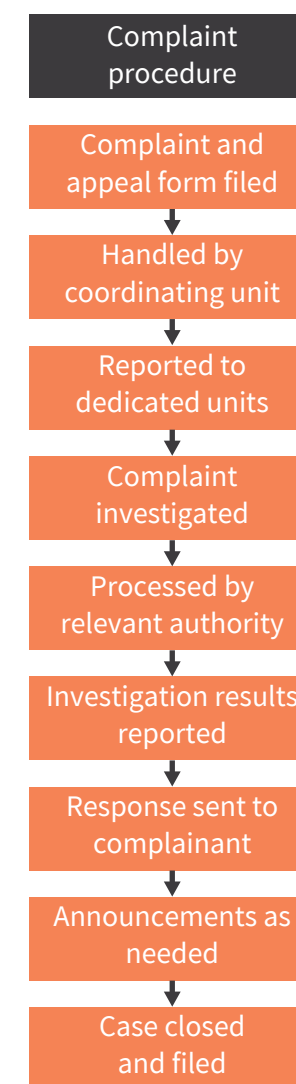 Complaint
procedure
Complaint and
appeal form filed
Handled by
coordinating unit
Reported to
dedicated units
Complaint
investigated
Processed by
relevant authority
Investigation results
reported
Response sent to
complainant
Announcements as
needed
Case closed
and filed